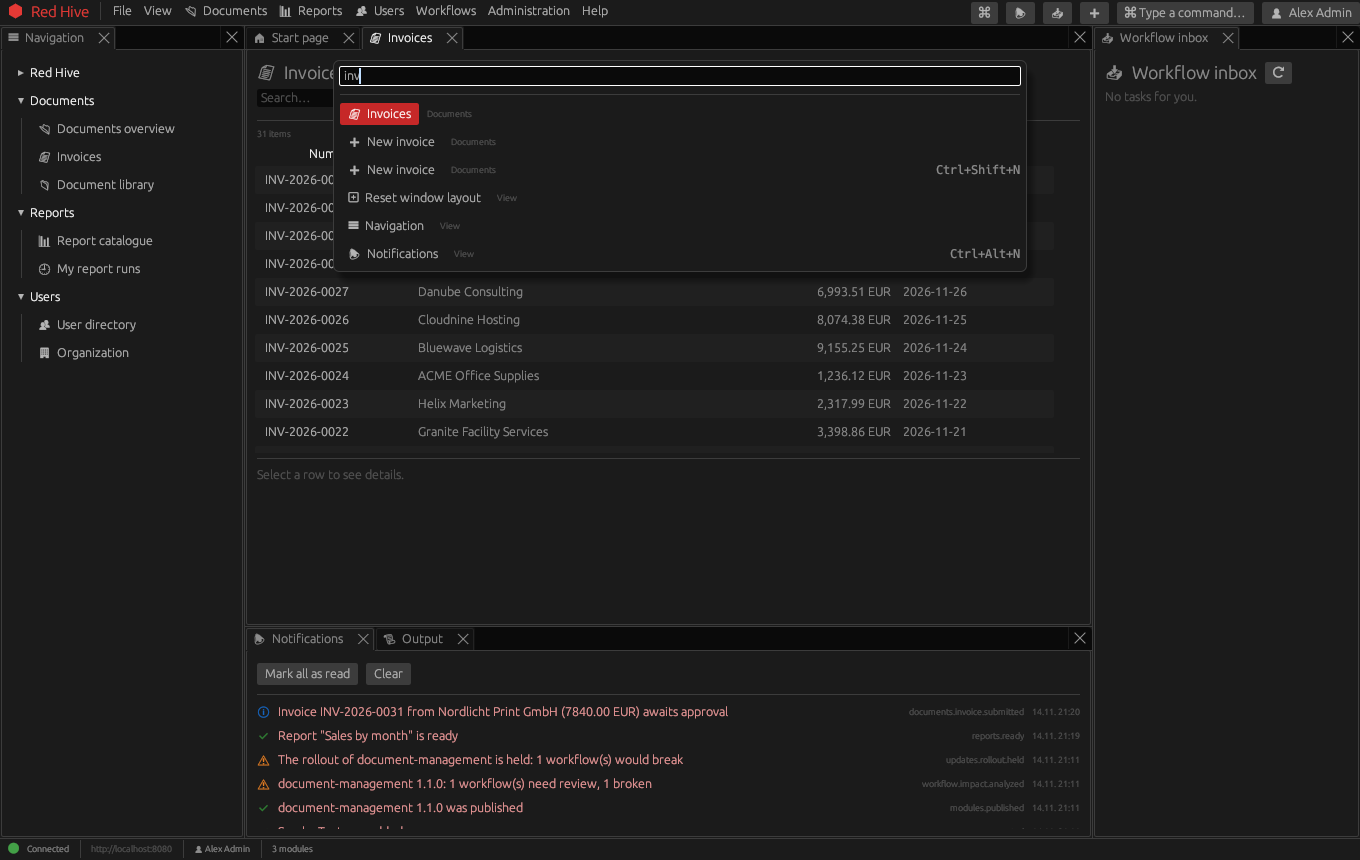 Red Hive File View Documents Reports Users Workflows Administration Help ⌘ Type a command... Alex Admin
Navigation
Start page Invoices
Workflow inbox
Red Hive
Documents
Documents overview
Invoices
Document library
Reports
Report catalogue
My report runs
Users
User directory
Organization
Invoice
Search...
31 items
Num
INV-2026-00
INV-2026-00
INV-2026-00
INV-2026-00
inv
Invoices Documents
New invoice Documents
New invoice Documents Ctrl+Shift+N
Reset window layout View
Navigation View
Notifications View Ctrl+Alt+N
INV-2026-0027 Danube Consulting 6,993.51 EUR 2026-11-26
INV-2026-0026 Cloudnine Hosting 8,074.38 EUR 2026-11-25
INV-2026-0025 Bluewave Logistics 9,155.25 EUR 2026-11-24
INV-2026-0024 ACME Office Supplies 1,236.12 EUR 2026-11-23
INV-2026-0023 Helix Marketing 2,317.99 EUR 2026-11-22
INV-2026-0022 Granite Facility Services 3,398.86 EUR 2026-11-21
Select a row to see details.
Workflow inbox
No tasks for you.
Notifications Output
Mark all as read Clear
Invoice INV-2026-0031 from Nordlicht Print GmbH (7840.00 EUR) awaits approval documents.invoice.submitted 14.11. 21:20
Report "Sales by month" is ready reports.ready 14.11. 21:19
The rollout of document-management is held: 1 workflow(s) would break updates.rollout.held 14.11. 21:11
document-management 1.1.0: 1 workflow(s) need review, 1 broken workflow.impact.analyzed 14.11. 21:11
document-management 1.1.0 was published modules.published 14.11. 21:11
Connected http://localhost:8080 Alex Admin 3 modules